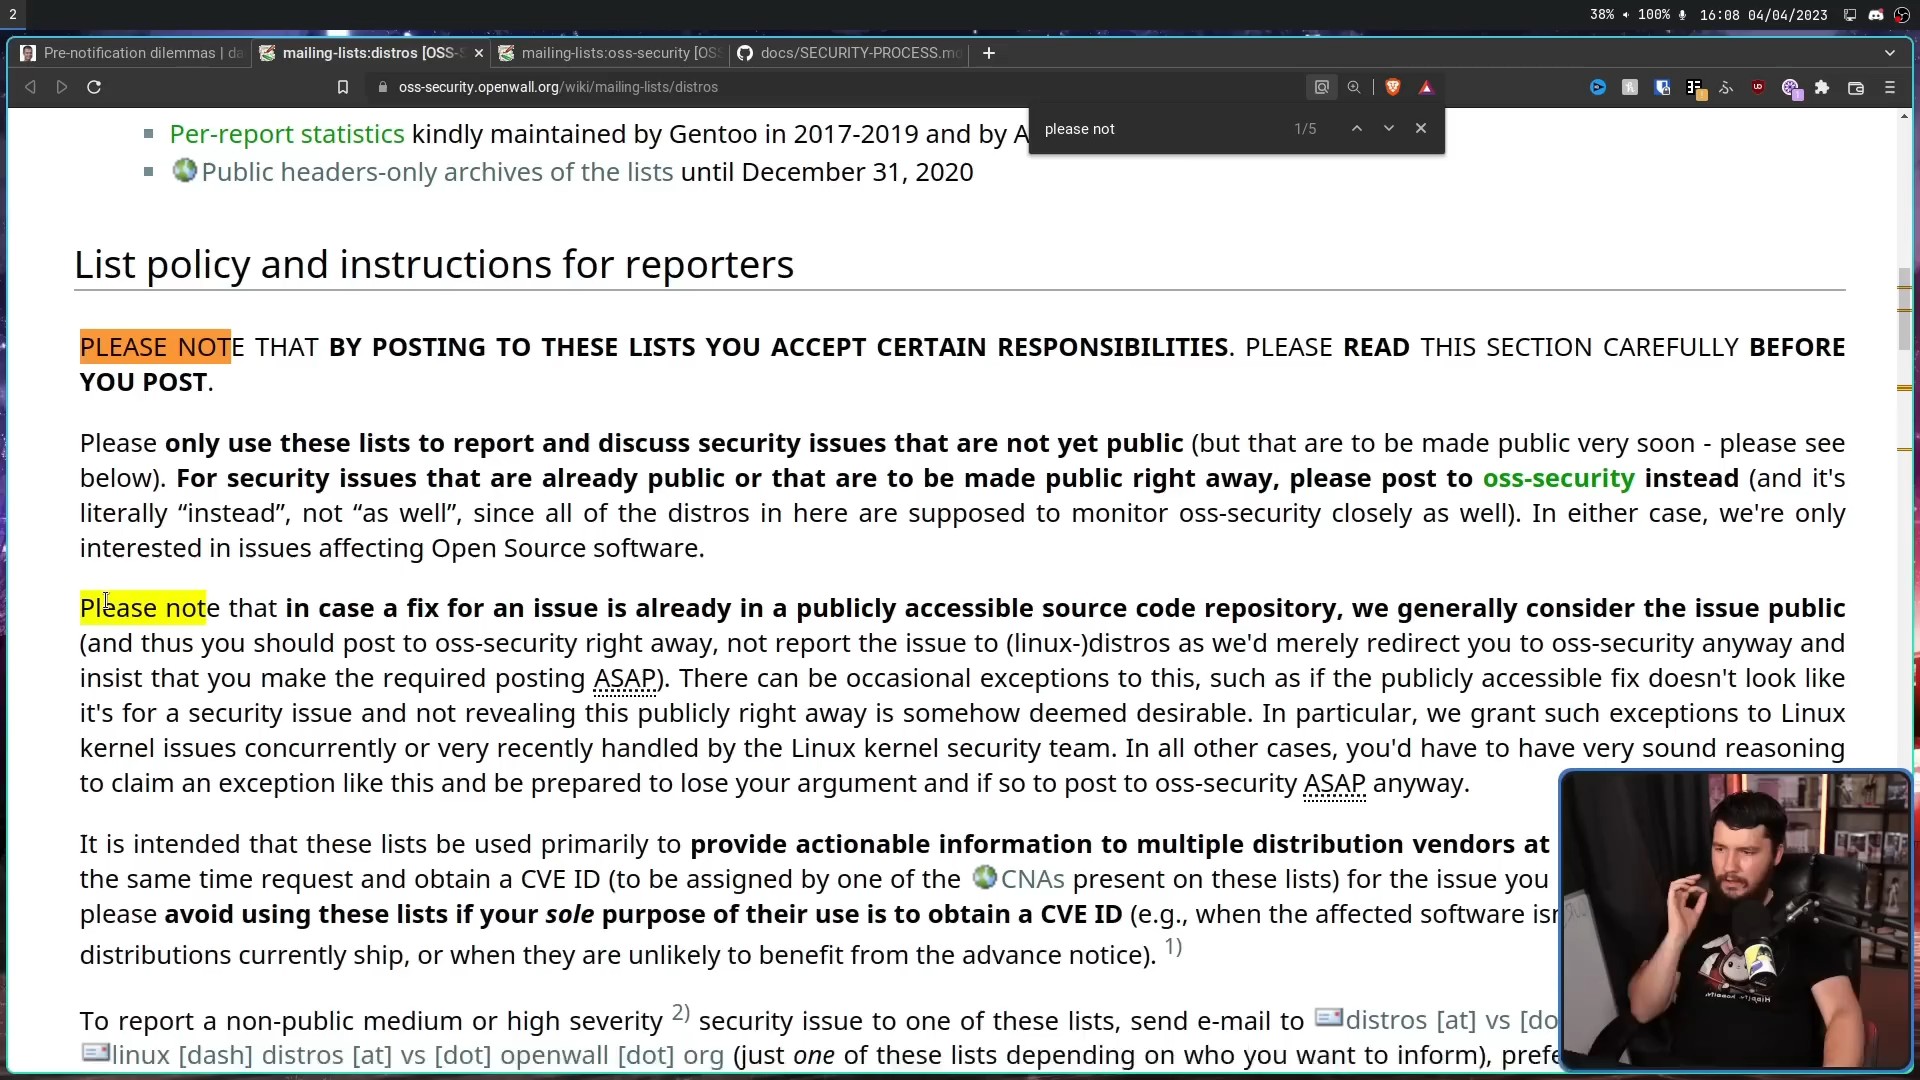 2
38% 100% 16:08 04/04/2023
Pre-notification dilemmas | da
mailing-lists:distros [OSS-S
mailing-lists:oss-security [OSS
docs/SECURITY-PROCESS.md
oss-security.openwall.org/wiki/mailing-lists/distros
please not 1/5
Per-report statistics kindly maintained by Gentoo in 2017-2019 and by A
Public headers-only archives of the lists until December 31, 2020
List policy and instructions for reporters
PLEASE NOTE THAT BY POSTING TO THESE LISTS YOU ACCEPT CERTAIN RESPONSIBILITIES. PLEASE READ THIS SECTION CAREFULLY BEFORE
YOU POST.
Please only use these lists to report and discuss security issues that are not yet public (but that are to be made public very soon - please see
below). For security issues that are already public or that are to be made public right away, please post to oss-security instead (and it's
literally “instead”, not “as well”, since all of the distros in here are supposed to monitor oss-security closely as well). In either case, we're only
interested in issues affecting Open Source software.
Please note that in case a fix for an issue is already in a publicly accessible source code repository, we generally consider the issue public
(and thus you should post to oss-security right away, not report the issue to (linux-)distros as we'd merely redirect you to oss-security anyway and
insist that you make the required posting ASAP). There can be occasional exceptions to this, such as if the publicly accessible fix doesn't look like
it's for a security issue and not revealing this publicly right away is somehow deemed desirable. In particular, we grant such exceptions to Linux
kernel issues concurrently or very recently handled by the Linux kernel security team. In all other cases, you'd have to have very sound reasoning
to claim an exception like this and be prepared to lose your argument and if so to post to oss-security ASAP anyway.
It is intended that these lists be used primarily to provide actionable information to multiple distribution vendors at
the same time request and obtain a CVE ID (to be assigned by one of the CNAs present on these lists) for the issue you
please avoid using these lists if your sole purpose of their use is to obtain a CVE ID (e.g., when the affected software isn
distributions currently ship, or when they are unlikely to benefit from the advance notice). 1)
To report a non-public medium or high severity 2) security issue to one of these lists, send e-mail to distros [at] vs [do
linux [dash] distros [at] vs [dot] openwall [dot] org (just one of these lists depending on who you want to inform), prefe